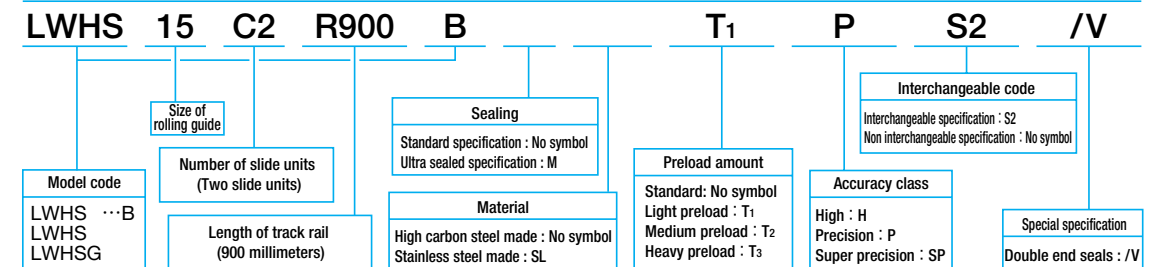 LWHS 15 C2 R900 B T1 P S2 /V
Size of
rolling guide
Number of slide units
(Two slide units)
Model code
LWHS …B
LWHS
LWHSG
Length of track rail
(900 millimeters)
Sealing
Standard specification : No symbol
Ultra sealed specification : M
Material
High carbon steel made : No symbol
Stainless steel made : SL
Preload amount
Standard: No symbol
Light preload : T1
Medium preload : T2
Heavy preload : T3
Interchangeable code
Interchangeable specification : S2
Non interchangeable specification : No symbol
Accuracy class
High : H
Precision : P
Super precision : SP
Special specification
Double end seals : /V